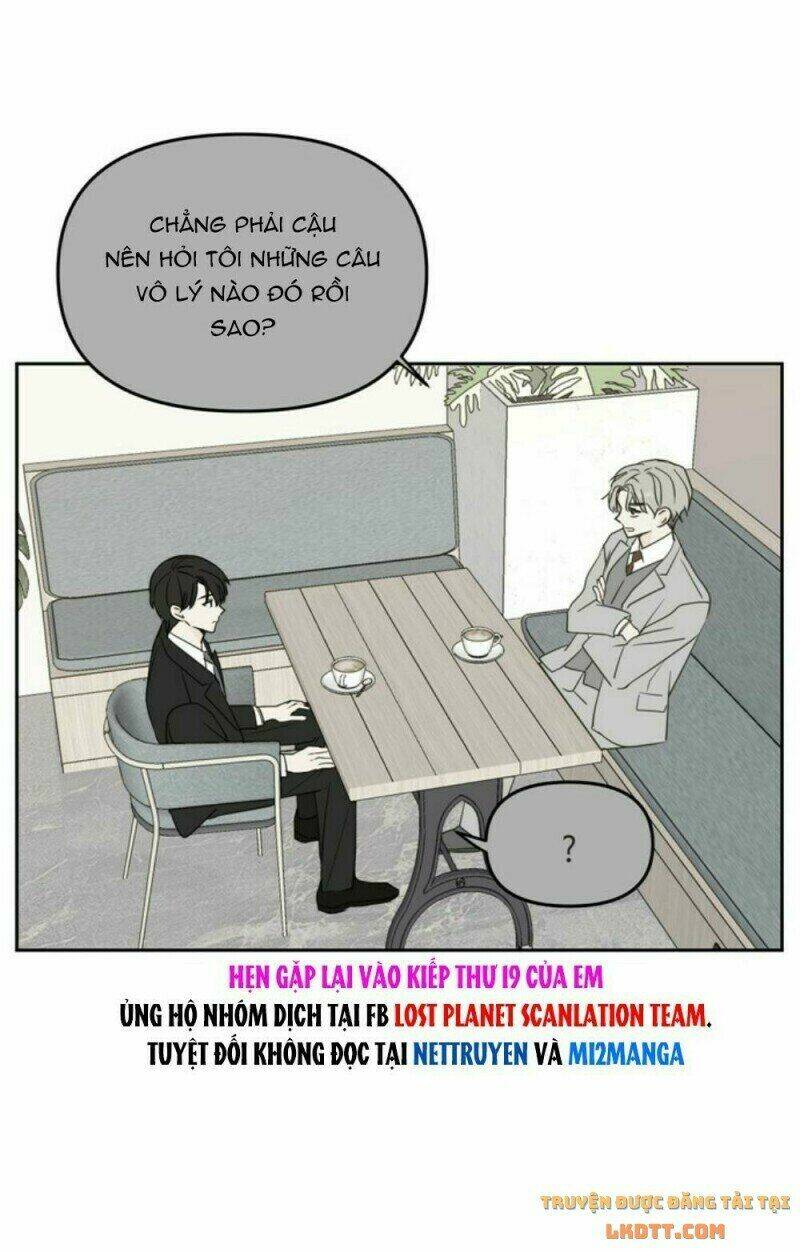 CHẲNG PHẢI CẬU
NÊN HỎI TÔI NHỮNG CÂU
VÔ LÝ NÀO ĐÓ RỒI
SAO?
?
HẸN GẶP LẠI VÀO KIẾP THƯ 19 CỦA EM
ỦNG HỘ NHÓM DỊCH TẠI FB LOST PLANET SCANLATION TEAM.
TUYỆT ĐỐI KHÔNG ĐỌC TẠI NETTRUYEN VÀ MI2MANGA
TRUYỆN ĐƯỢC ĐĂNG TẢI TẠI
LKDTT.COM